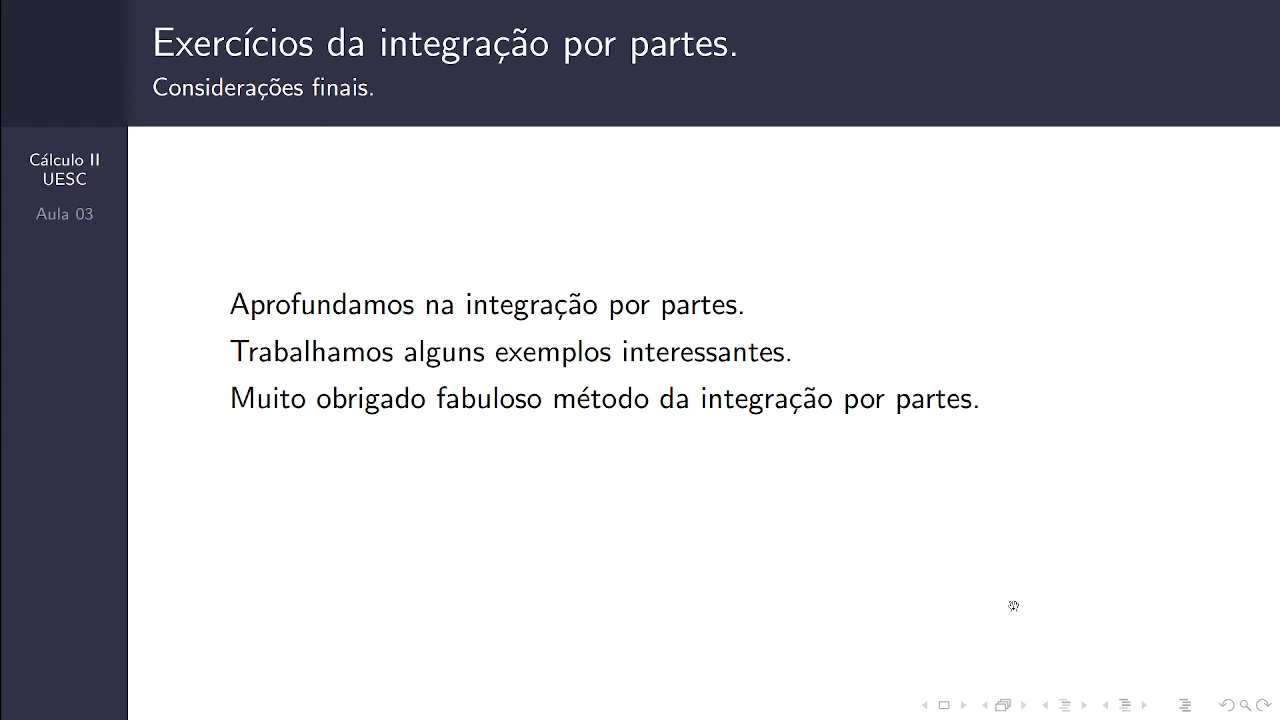 Exercícios da integração por partes.
Considerações finais.
Cálculo II
UESC
Aula 03
Aprofundamos na integração por partes.
Trabalhamos alguns exemplos interessantes.
Muito obrigado fabuloso método da integração por partes.